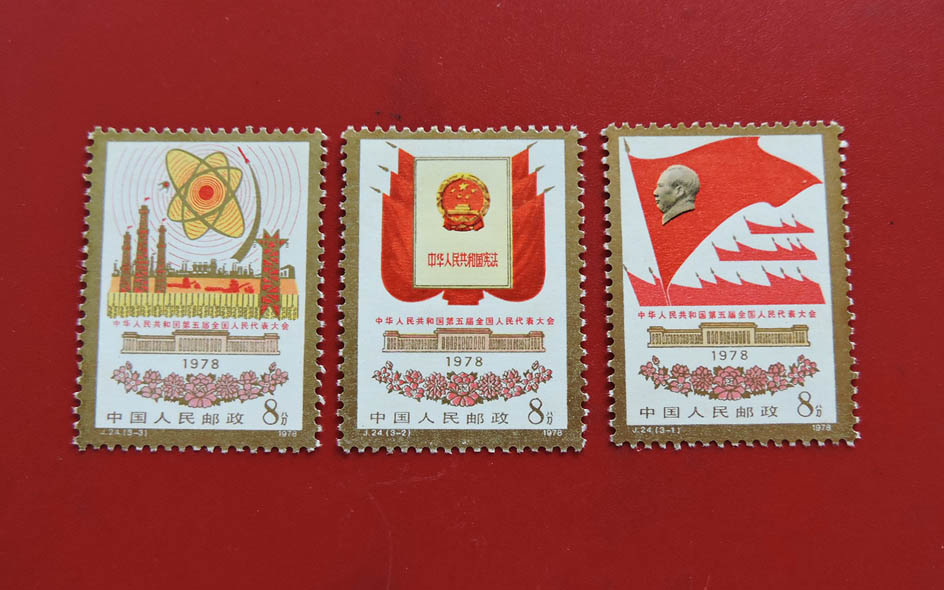 中华人民共和国第五届全国人民代表大会
1978
中国人民邮政 8分
J.24.(3-3) 1978
中华人民共和国宪法
中华人民共和国第五届全国人民代表大会
1978
中国人民邮政 8分
J.24.(3-2) 1978
中华人民共和国第五届全国人民代表大会
1978
中国人民邮政 8分
J.24.(3-1) 1978